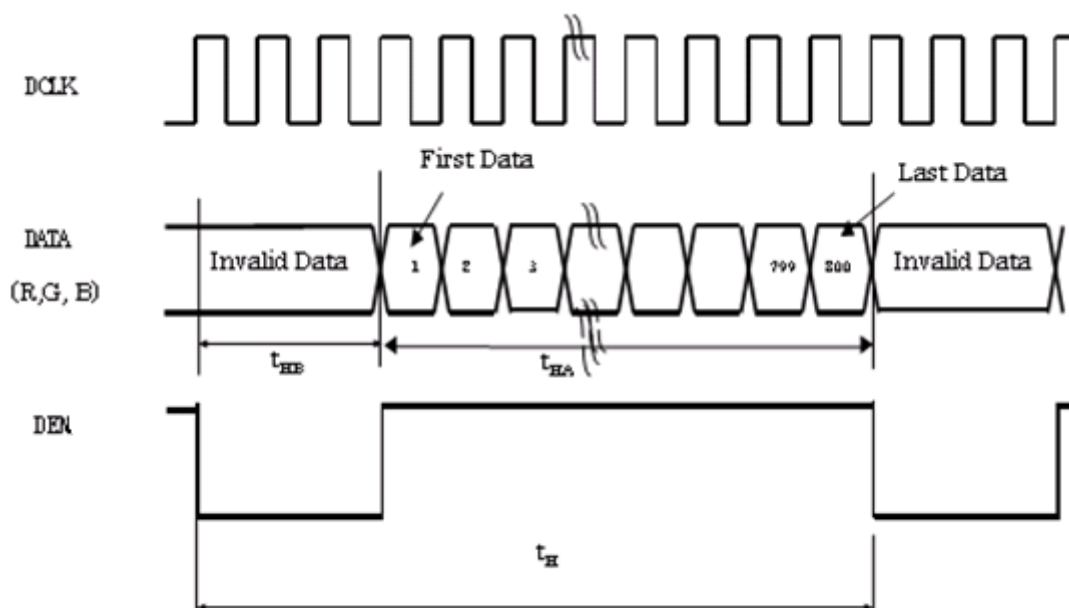 DCLK
First Data
Last Data
DATA
(R,G, B)
Invalid Data
1
2
3
799
800
Invalid Data
tHB
tHA
DEN
tH